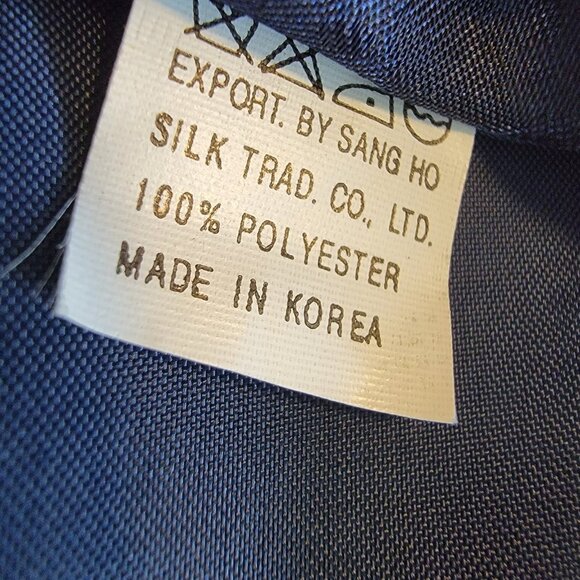 EXPORT. BY SANG HO
SILK TRAD. CO., LTD.
100% POLYESTER
MADE IN KOREA